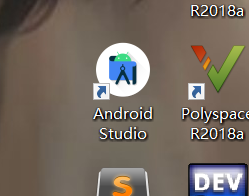 R2018a
Android
Studio
Polyspace
R2018a
S
DEV